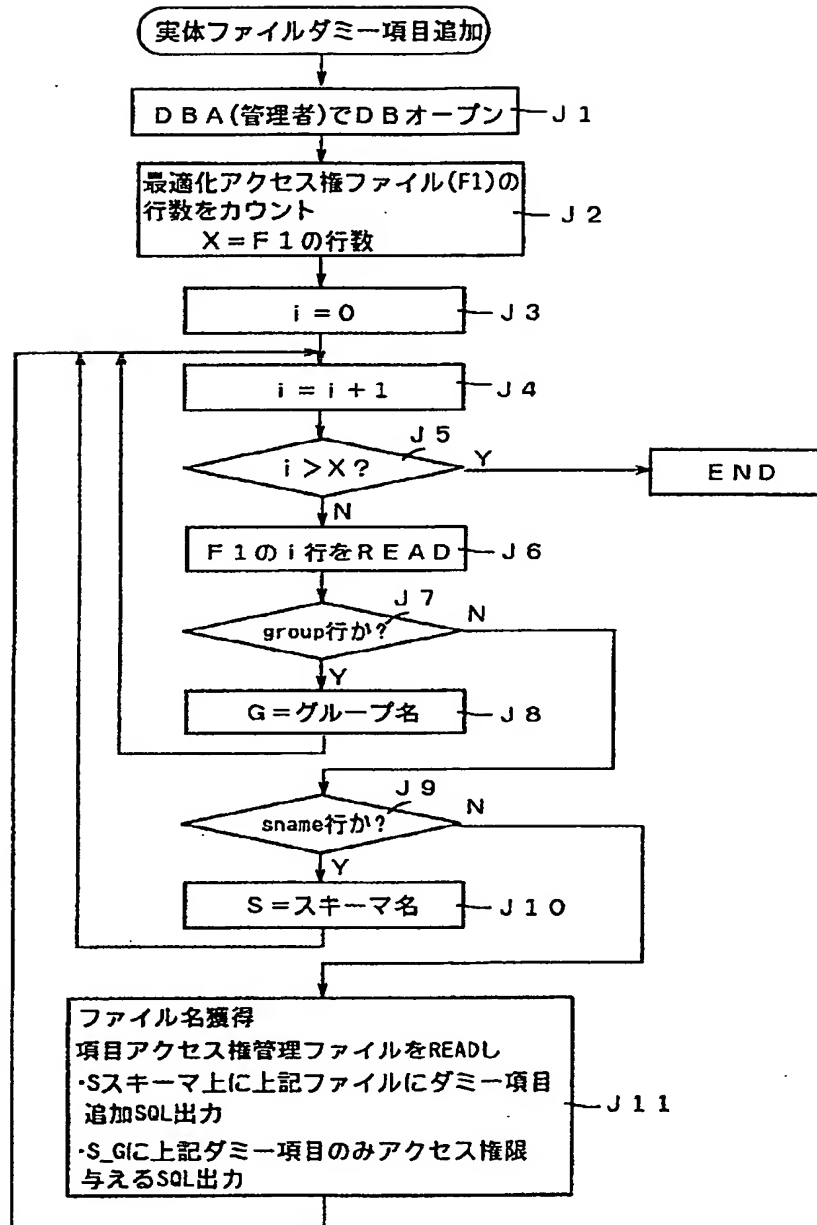 実体ファイルダミー項目追加
DBA(管理者)でDBオープン J1
最適化アクセス権ファイル(F1)の
行数をカウント
X=F1の行数
J2
i=0 J3
i=i+1 J4
J5
i>X? Y
END
N
F1のi行をREAD J6
J7
group行か? N
Y
G=グループ名 J8
J9
sname行か? N
Y
S=スキーマ名 J10
ファイル名獲得
項目アクセス権管理ファイルをREADし
・Sスキーマ上に上記ファイルにダミー項目
追加SQL出力
・S_Gに上記ダミー項目のみアクセス権限
与えるSQL出力
J11